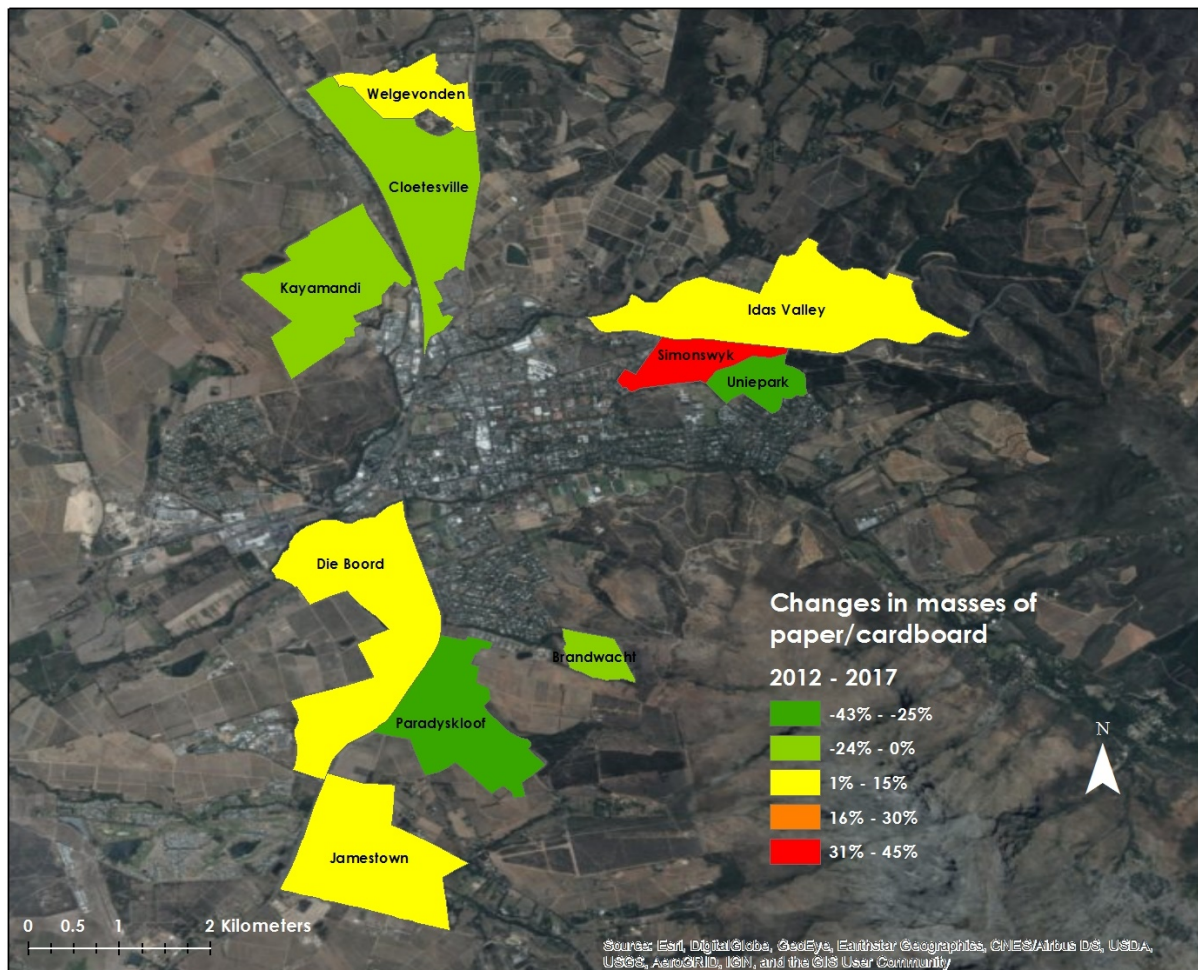 Welgevonden
Cloetesville
Kayamandi
Idas Valley
Simonswyk
Uniepark
Die Boord
Brandwacht
Paradyskloof
Jamestown
Changes in masses of
paper/cardboard
2012 - 2017
-43% - -25%
-24% - 0%
1% - 15%
16% - 30%
31% - 45%
N
0 0.5 1 2 Kilometers
Source: Esri, DigitalGlobe, GeoEye, Earthstar Geographics, CNES/Airbus DS, USDA,
USGS, AeroGRID, IGN, and the GIS User Community